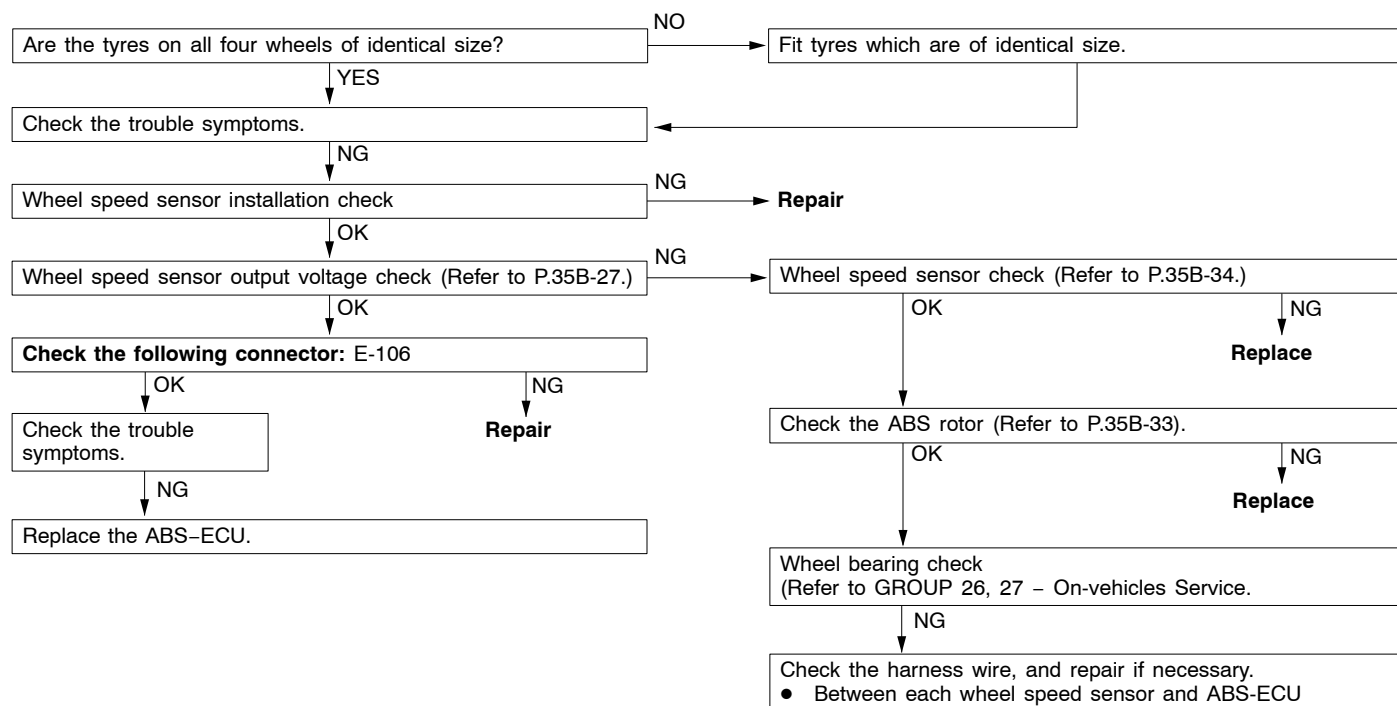 Are the tyres on all four wheels of identical size?
NO
Fit tyres which are of identical size.
YES
Check the trouble symptoms.
NG
Wheel speed sensor installation check
NG
Repair
OK
Wheel speed sensor output voltage check (Refer to P.35B-27.)
NG
Wheel speed sensor check (Refer to P.35B-34.)
OK
OK
NG
Check the following connector: E-106
Replace
OK
NG
Check the trouble
symptoms.
Repair
Check the ABS rotor (Refer to P.35B-33).
OK
NG
NG
Replace
Replace the ABS−ECU.
Wheel bearing check
(Refer to GROUP 26, 27 − On-vehicles Service.
NG
Check the harness wire, and repair if necessary.
● Between each wheel speed sensor and ABS-ECU